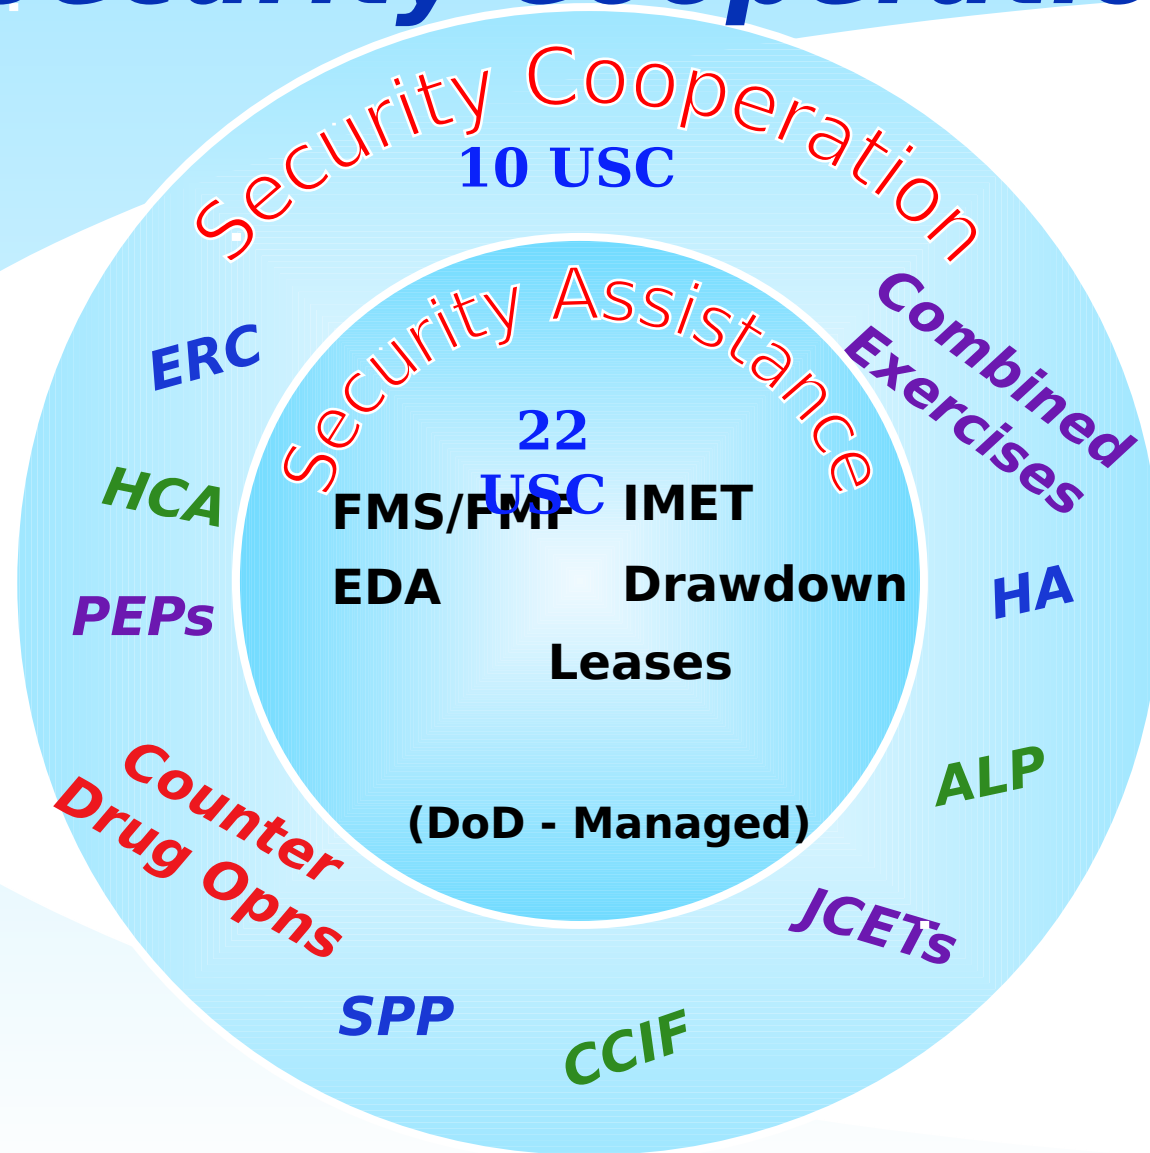 Security Cooperation
10 USC
Security Assistance
22
USC
FMS/FMF
IMET
EDA
Drawdown
Leases
(DoD - Managed)
Combined
Exercises
HA
ALP
JCETs
CCIF
SPP
Counter
Drug Opns
PEPs
HCA
ERC